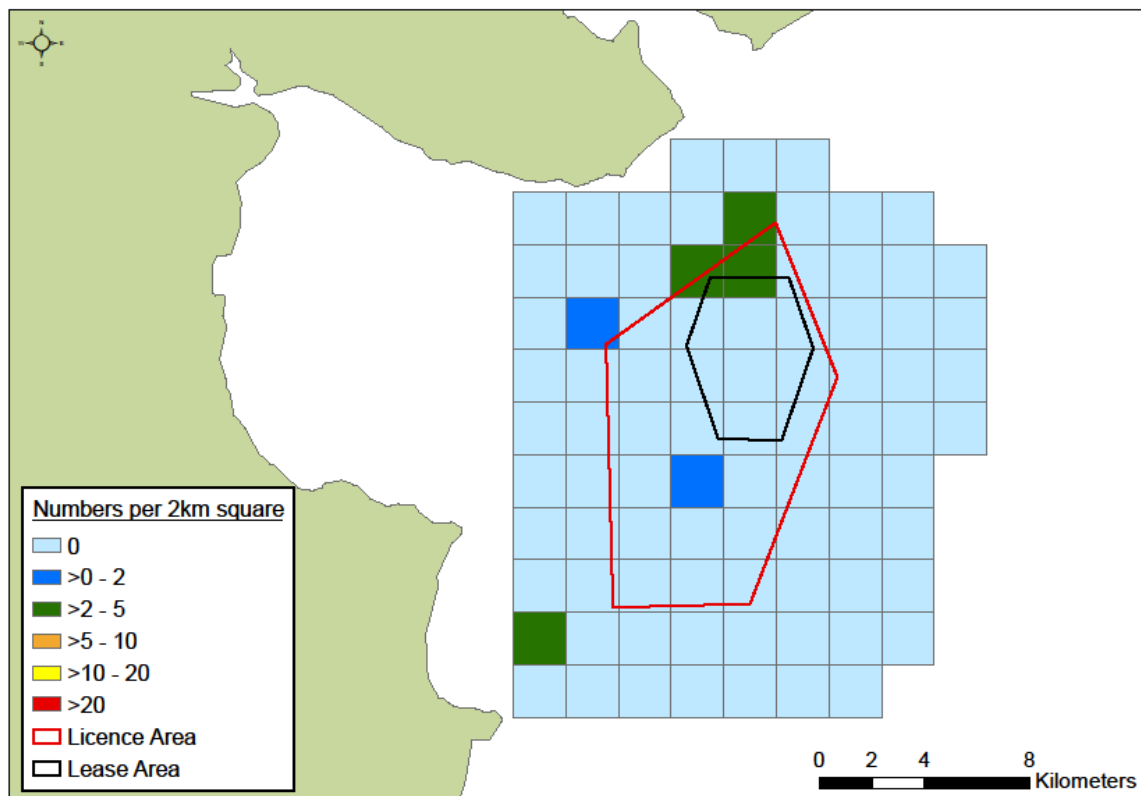 N
E
S
Numbers per 2km square
0
>0 - 2
>2 - 5
>5 - 10
>10 - 20
>20
Licence Area
Lease Area
0 2 4 8
Kilometers